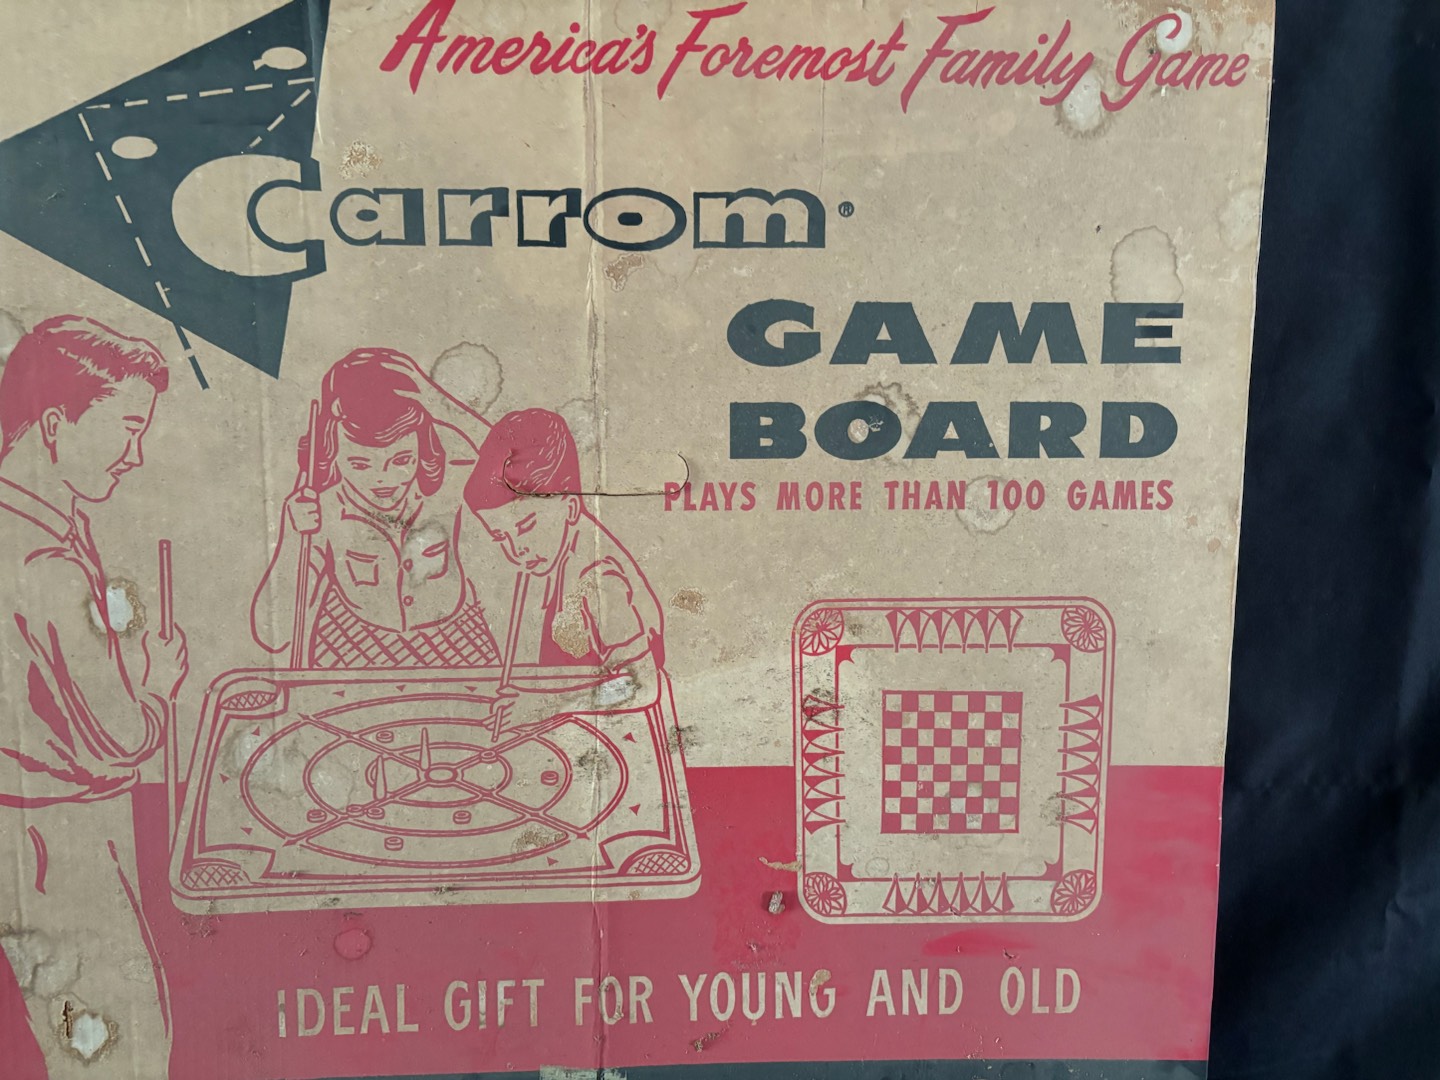 America's Foremost Family Game
Carrom®
GAME
BOARD
PLAYS MORE THAN 100 GAMES
IDEAL GIFT FOR YOUNG AND OLD